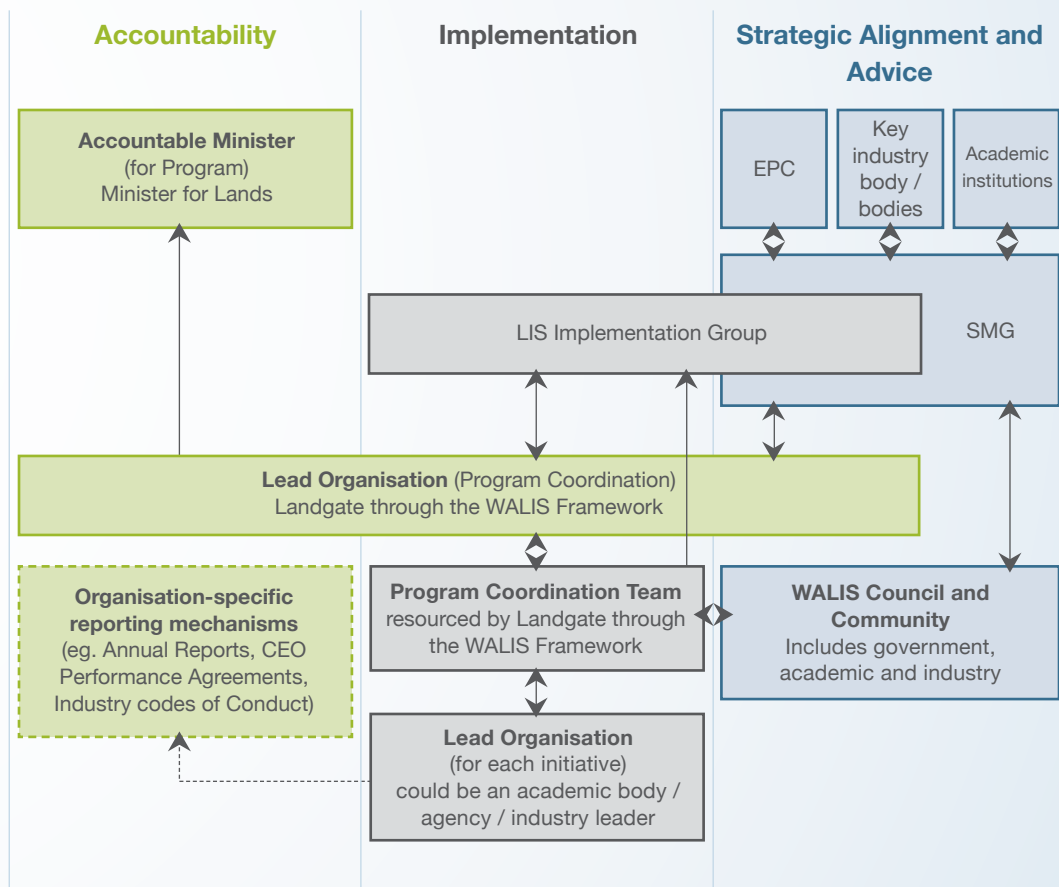 Accountability
Implementation
Strategic Alignment and
Advice
Accountable Minister
(for Program)
Minister for Lands
EPC
Key
industry
body /
bodies
Academic
institutions
LIS Implementation Group
SMG
Lead Organisation (Program Coordination)
Landgate through the WALIS Framework
Organisation-specific
reporting mechanisms
(eg. Annual Reports, CEO
Performance Agreements,
Industry codes of Conduct)
Program Coordination Team
resourced by Landgate through
the WALIS Framework
WALIS Council and
Community
Includes government,
academic and industry
Lead Organisation
(for each initiative)
could be an academic body /
agency / industry leader